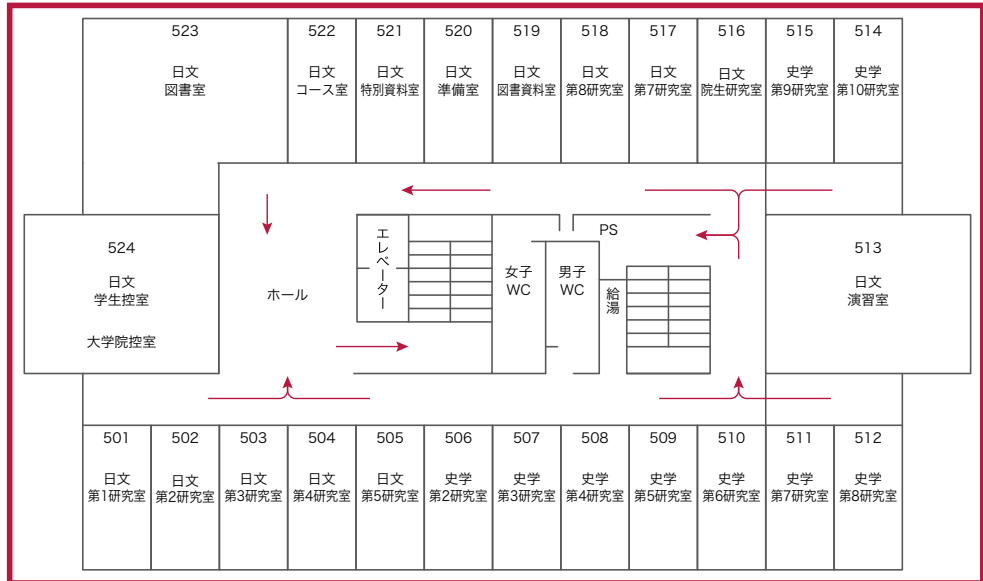 523
日文
図書室
522
日文
コース室
521
日文
特別資料室
520
日文
準備室
519
日文
図書資料室
518
日文
第8研究室
517
日文
第7研究室
516
日文
院生研究室
515
史学
第9研究室
514
史学
第10研究室
524
日文
学生控室
大学院控室
ホール
エレベーター
女子
WC
男子
WC
給湯
PS
513
日文
演習室
501
日文
第1研究室
502
日文
第2研究室
503
日文
第3研究室
504
日文
第4研究室
505
日文
第5研究室
506
史学
第2研究室
507
史学
第3研究室
508
史学
第4研究室
509
史学
第5研究室
510
史学
第6研究室
511
史学
第7研究室
512
史学
第8研究室